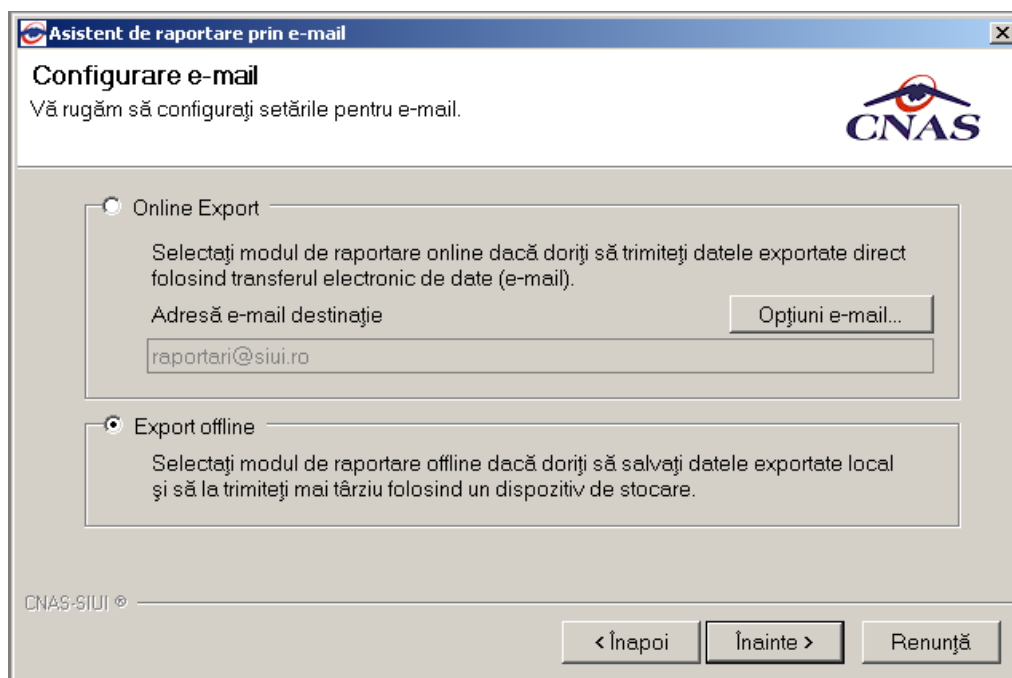 Asistent de raportare prin e-mail
Configurare e-mail
Vă rugăm să configuraţi setările pentru e-mail.
CNAS
Online Export
Selectaţi modul de raportare online dacă doriţi să trimiteţi datele exportate direct
folosind transferul electronic de date (e-mail).
Adresă e-mail destinaţie
Opţiuni e-mail...
raportari@siui.ro
Export offline
Selectaţi modul de raportare offline dacă doriţi să salvaţi datele exportate local
şi să la trimiteţi mai târziu folosind un dispozitiv de stocare.
CNAS-SIUI ®
< Înapoi
Înainte >
Renunţă